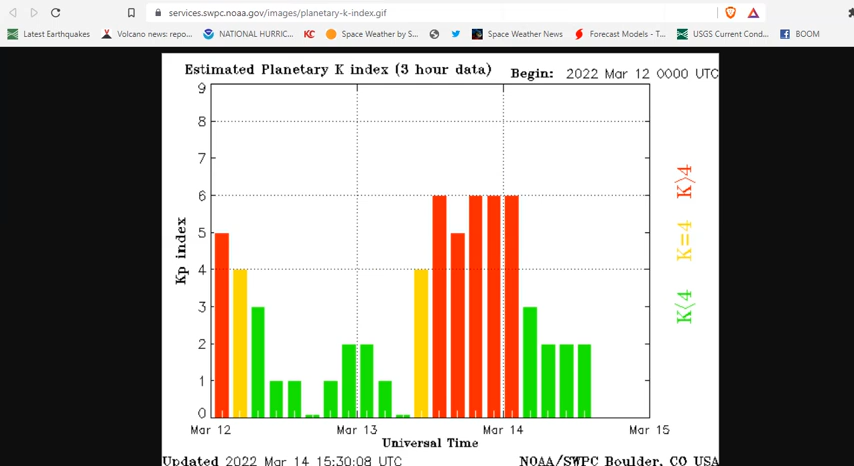 services.swpc.noaa.gov/images/planetary-k-index.gif
Latest Earthquakes
Volcano news: repo...
NATIONAL HURRIC...
KC
Space Weather by S...
Space Weather News
Forecast Models - T...
USGS Current Cond...
BOOM
Estimated Planetary K index (3 hour data)
Begin: 2022 Mar 12 0000 UTC
9
8
7
6
5
4
3
2
1
0
Kp index
K>4
K=4
K<4
Mar 12
Mar 13
Mar 14
Mar 15
Universal Time
Updated 2022 Mar 14 15:30:08 UTC
NOAA/SWPC Boulder, CO USA